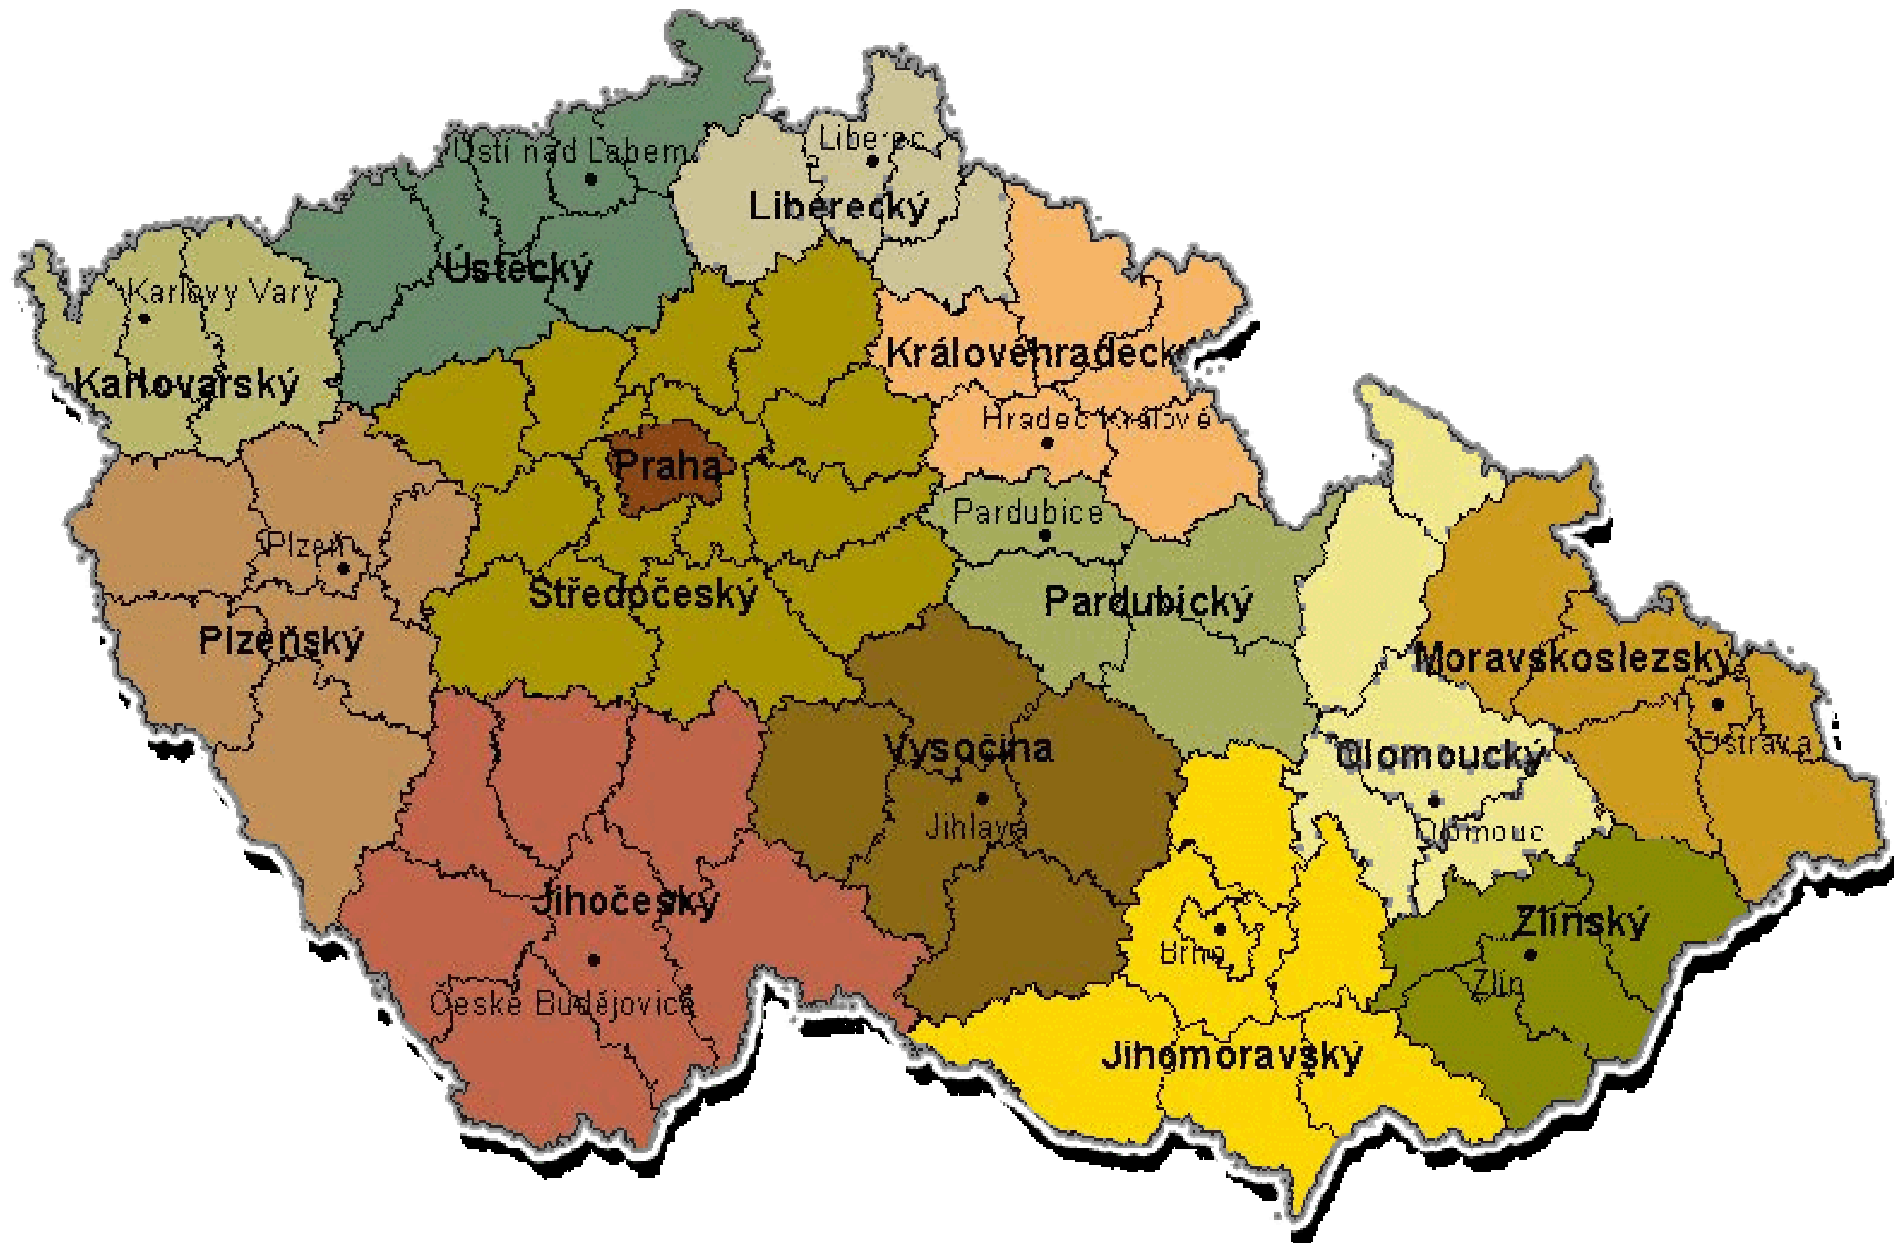 Ústí nad Labem
Liberec
Liberecký
Ústecký
Karlovy Vary
Karlovarský
Královéhradeck
Hradec Králové
Praha
Pardubice
Plzeň
Středočeský
Pardubický
Plzeňský
Moravskoslezský
Ostrava
Vysočina
Olomoucký
Jihlava
Olomouc
Jihočeský
Zlínský
Brno
Zlín
České Budějovice
Jihomoravský